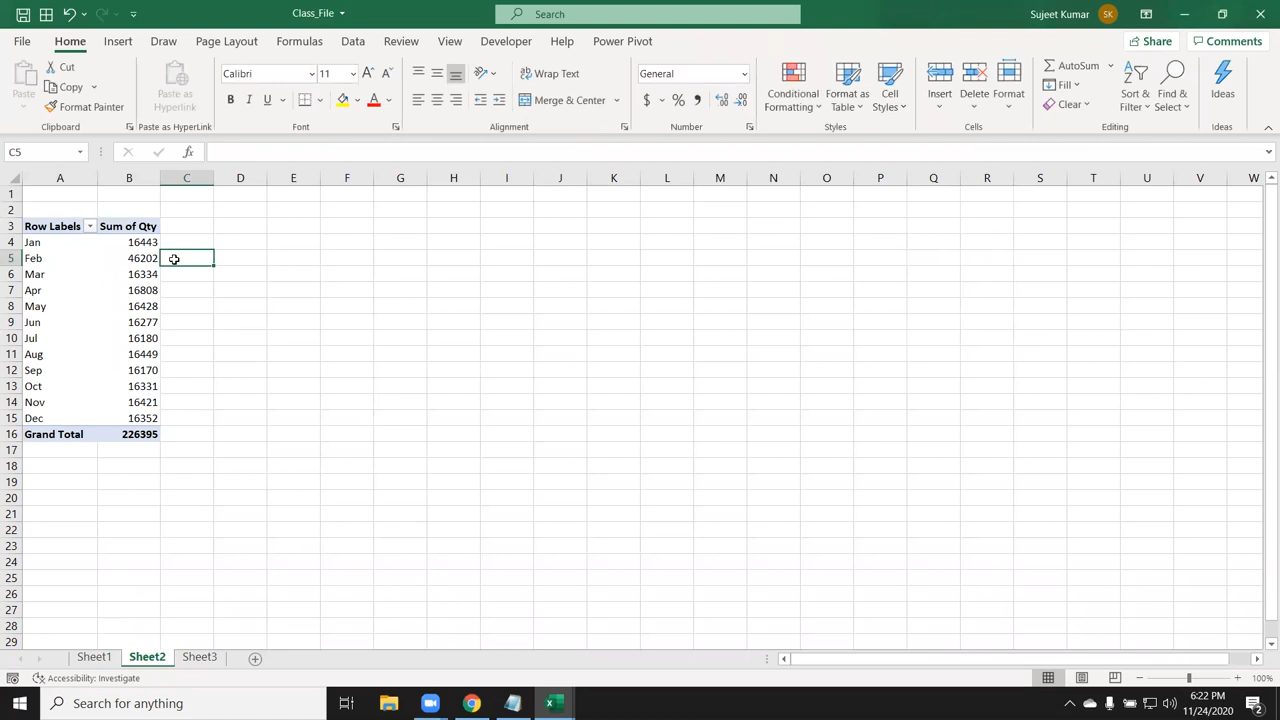 Class_File
Search
Sujeet Kumar
SK
File Home Insert Draw Page Layout Formulas Data Review View Developer Help Power Pivot
Share
Comments
Paste
Cut
Copy
Format Painter
Clipboard
Paste as
Hyperlink
Paste as HyperLink
Calibri
11
B I U
Font
Wrap Text
Merge & Center
Alignment
General
$ % ,
Number
Conditional
Formatting
Format as
Table
Cell
Styles
Styles
Insert
Delete
Format
Cells
AutoSum
Fill
Clear
Sort &
Filter
Find &
Select
Editing
Ideas
Ideas
C5
fx
A B C D E F G H I J K L M N O P Q R S T U V W
1
2
3 Row Labels Sum of Qty
4 Jan 16443
5 Feb 46202
6 Mar 16334
7 Apr 16808
8 May 16428
9 Jun 16277
10 Jul 16180
11 Aug 16449
12 Sep 16170
13 Oct 16331
14 Nov 16421
15 Dec 16352
16 Grand Total 226395
17
18
19
20
21
22
23
24
25
26
27
28
29
Sheet1 Sheet2 Sheet3
Accessibility: Investigate
100%
Search for anything
6:22 PM
11/24/2020
2